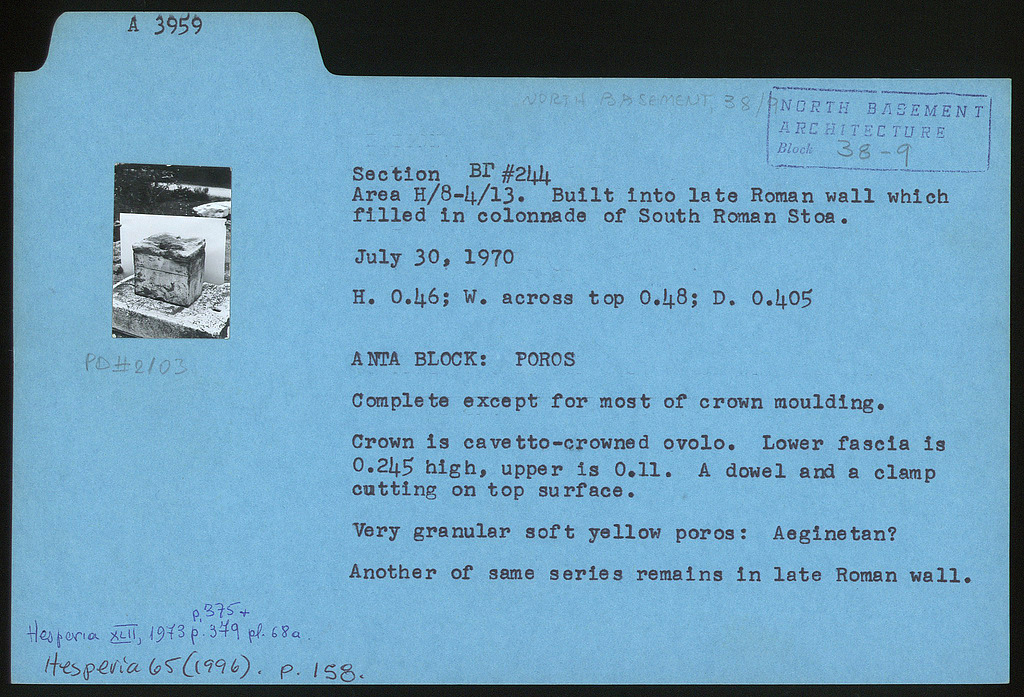 A 3959
NORTH BASEMENT, 38/9
NORTH BASEMENT
ARCHITECTURE
Block 38-9
Section ΒΓ #244
Area H/8-4/13. Built into late Roman wall which
filled in colonnade of South Roman Stoa.
July 30, 1970
H. 0.46; W. across top 0.48; D. 0.405
PD#2103
ANTA BLOCK: POROS
Complete except for most of crown moulding.
Crown is cavetto-crowned ovolo. Lower fascia is
0.245 high, upper is 0.11. A dowel and a clamp
cutting on top surface.
Very granular soft yellow poros: Aeginetan?
Another of same series remains in late Roman wall.
p.375+
Hesperia XLII, 1973 p.379 pl.68a.
Hesperia 65(1996). p. 158.